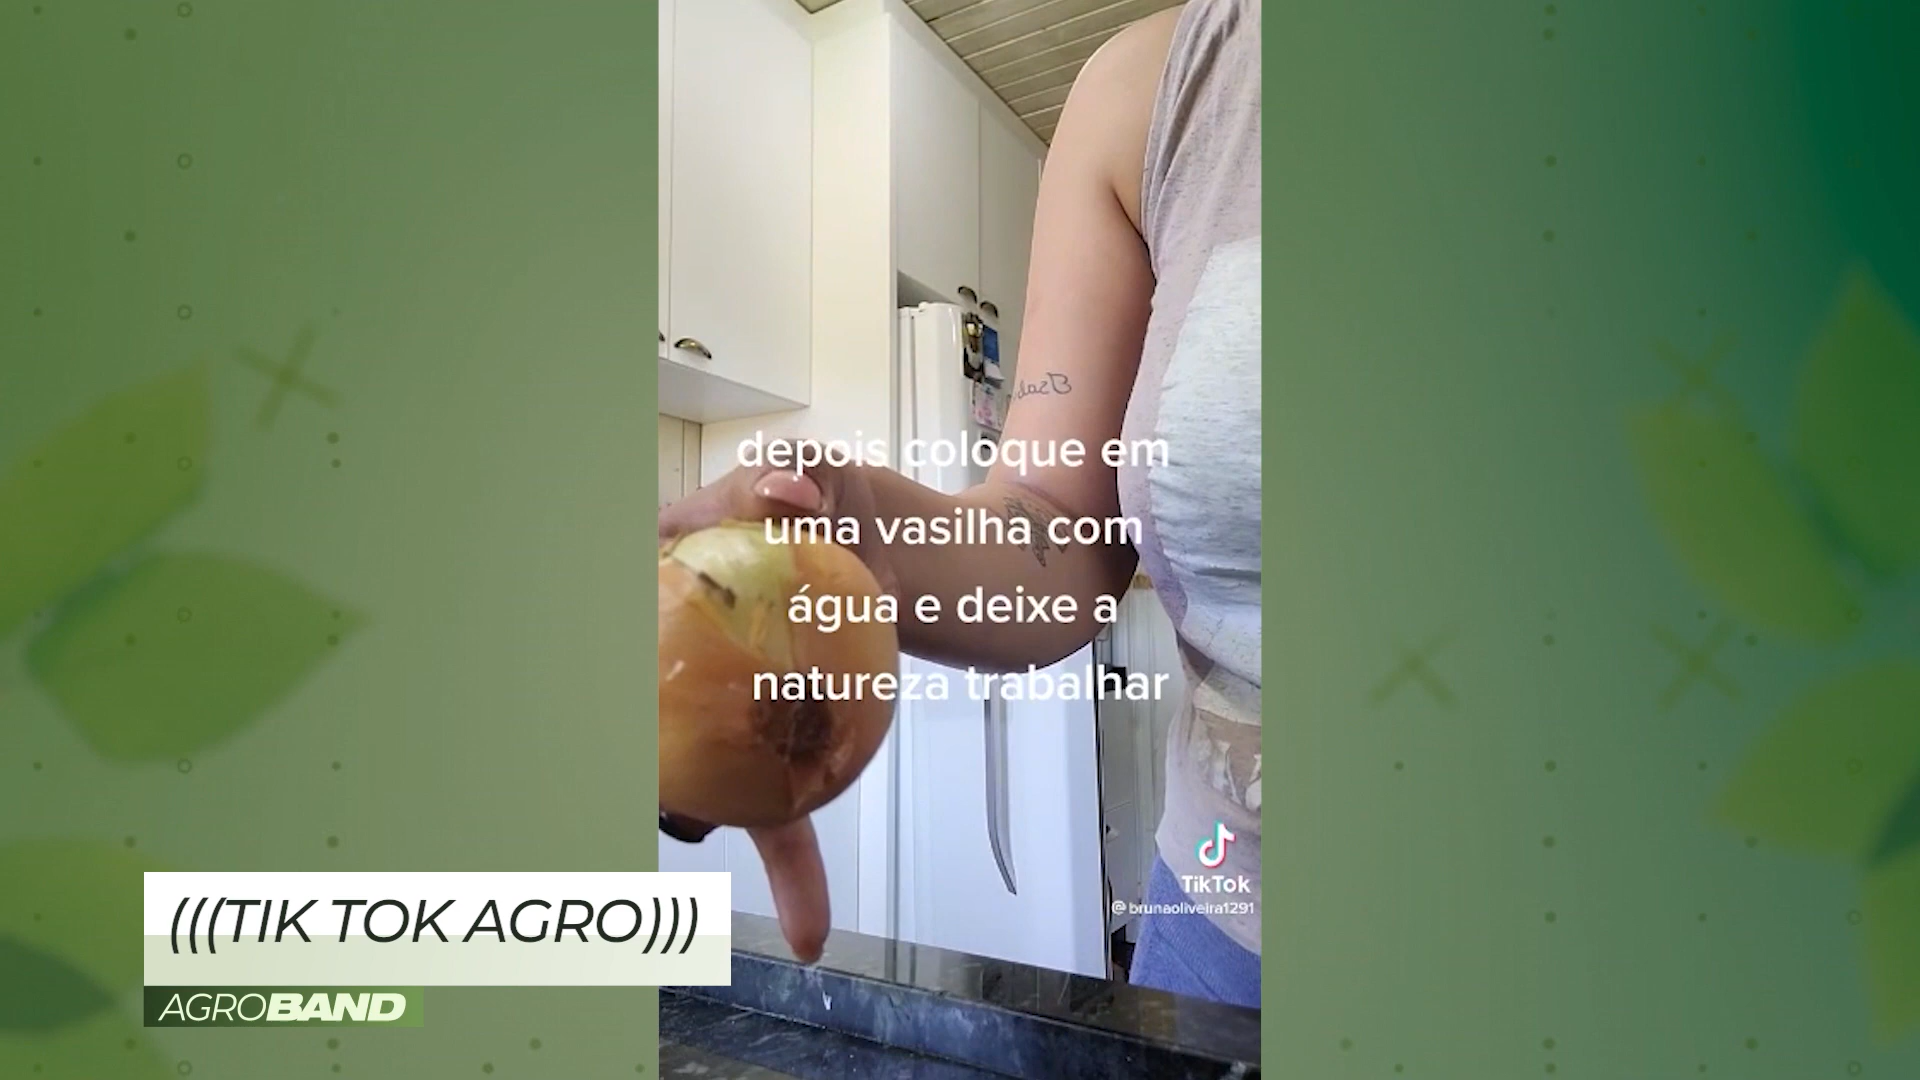 depois coloque em
uma vasilha com
água e deixe a
natureza trabalhar
TikTok
@brunaoliveira1291
(((TIK TOK AGRO)))
AGROBAND